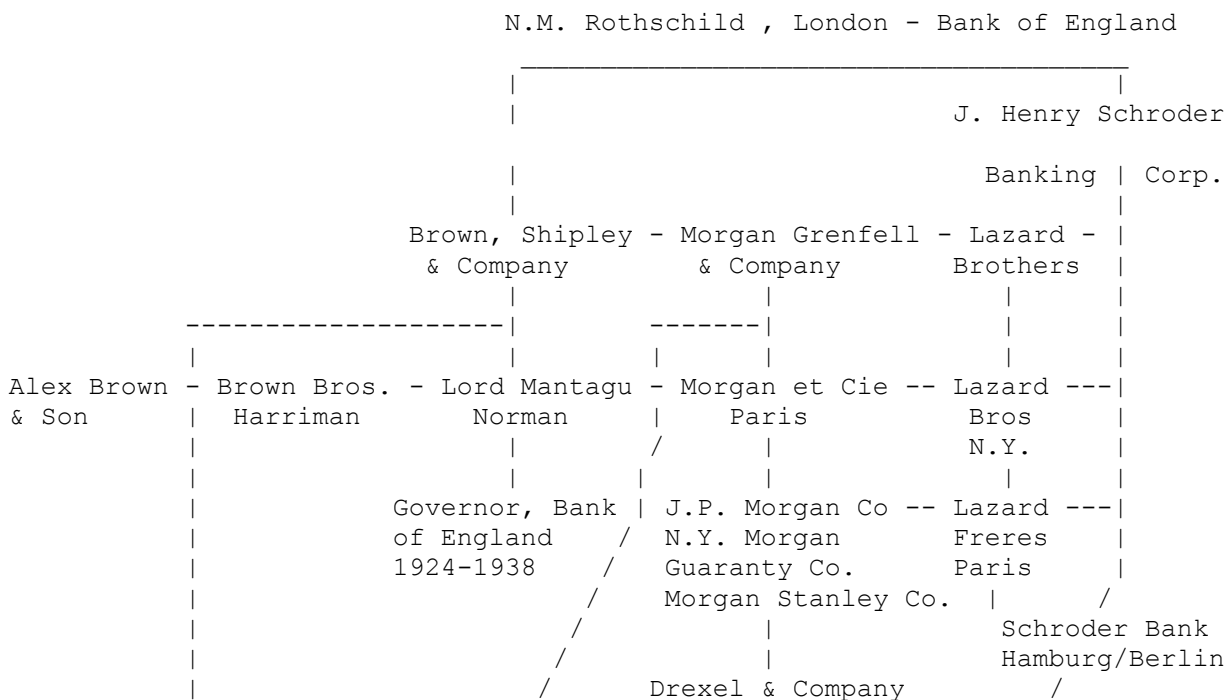 N.M. Rothschild , London - Bank of England
J. Henry Schroder
Banking | Corp.
Brown, Shipley - Morgan Grenfell - Lazard -
& Company & Company Brothers
Alex Brown - Brown Bros. - Lord Mantagu - Morgan et Cie -- Lazard ---
& Son Harriman Norman Paris Bros
N.Y.
Governor, Bank J.P. Morgan Co -- Lazard ---
of England N.Y. Morgan Freres
1924-1938 Guaranty Co. Paris
Morgan Stanley Co.
Schroder Bank
Hamburg/Berlin
Drexel & Company